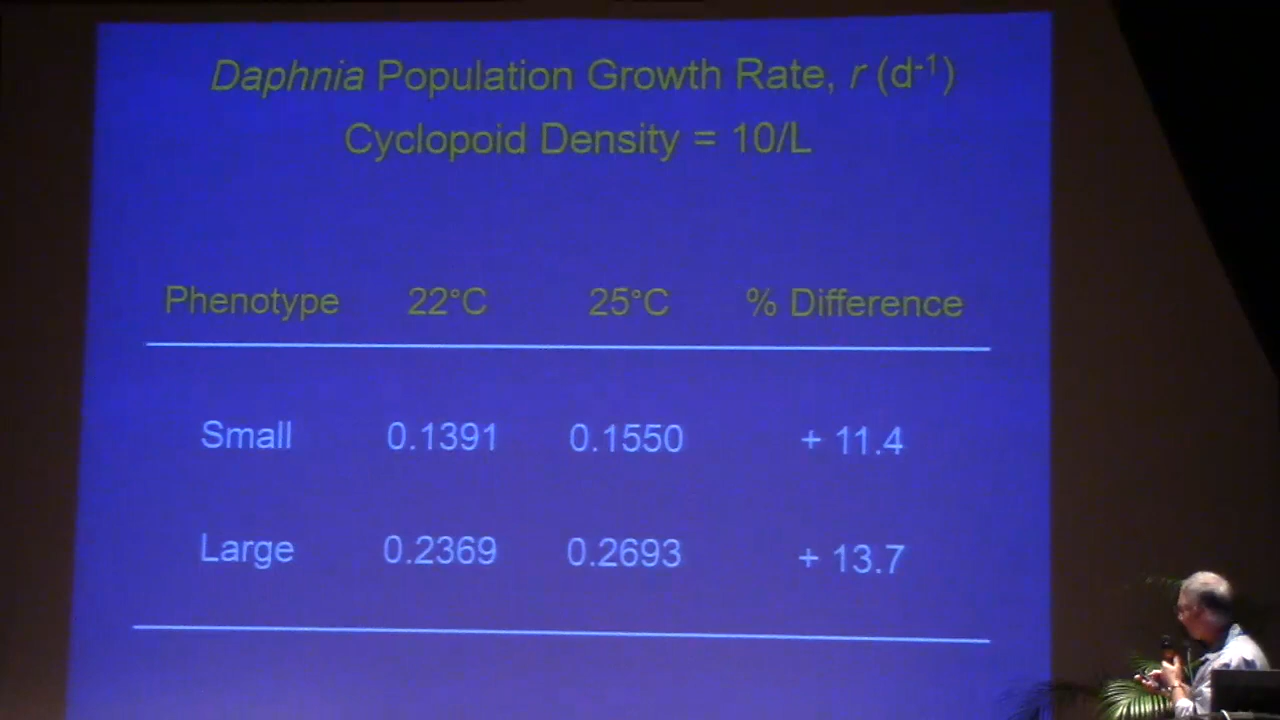 Daphnia Population Growth Rate, r (d-1)
Cyclopoid Density = 10/L
Phenotype 22°C 25°C % Difference
Small 0.1391 0.1550 + 11.4
Large 0.2369 0.2693 + 13.7